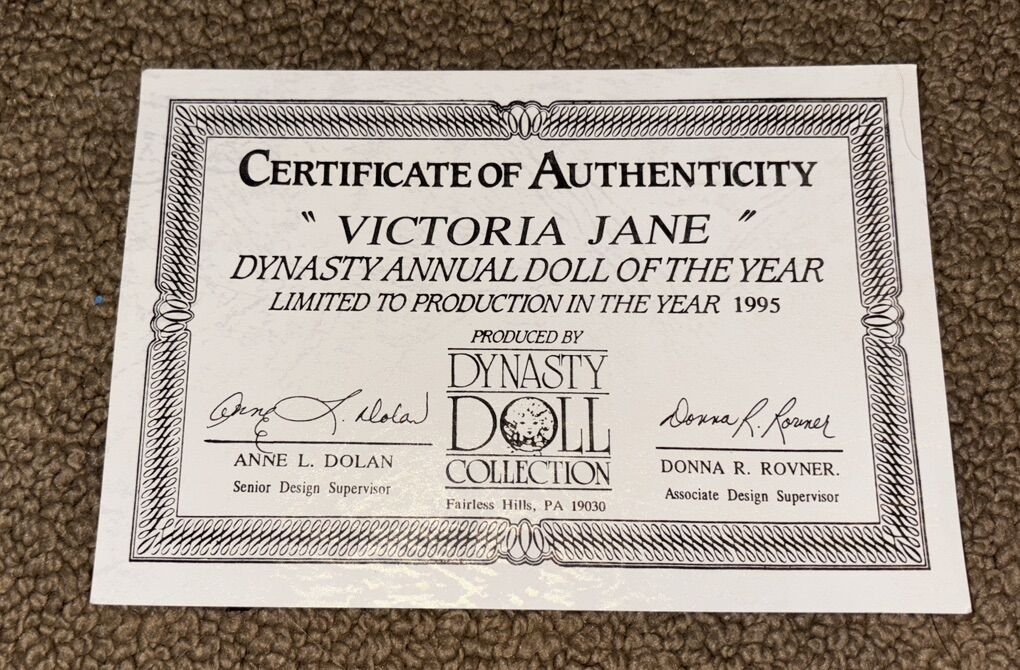 CERTIFICATE OF AUTHENTICITY
" VICTORIA JANE "
DYNASTY ANNUAL DOLL OF THE YEAR
LIMITED TO PRODUCTION IN THE YEAR 1995
PRODUCED BY
DYNASTY
DOLL
COLLECTION
Fairless Hills, PA 19030
Anne L. Dolan
ANNE L. DOLAN
Senior Design Supervisor
Donna R. Rovner
DONNA R. ROVNER.
Associate Design Supervisor